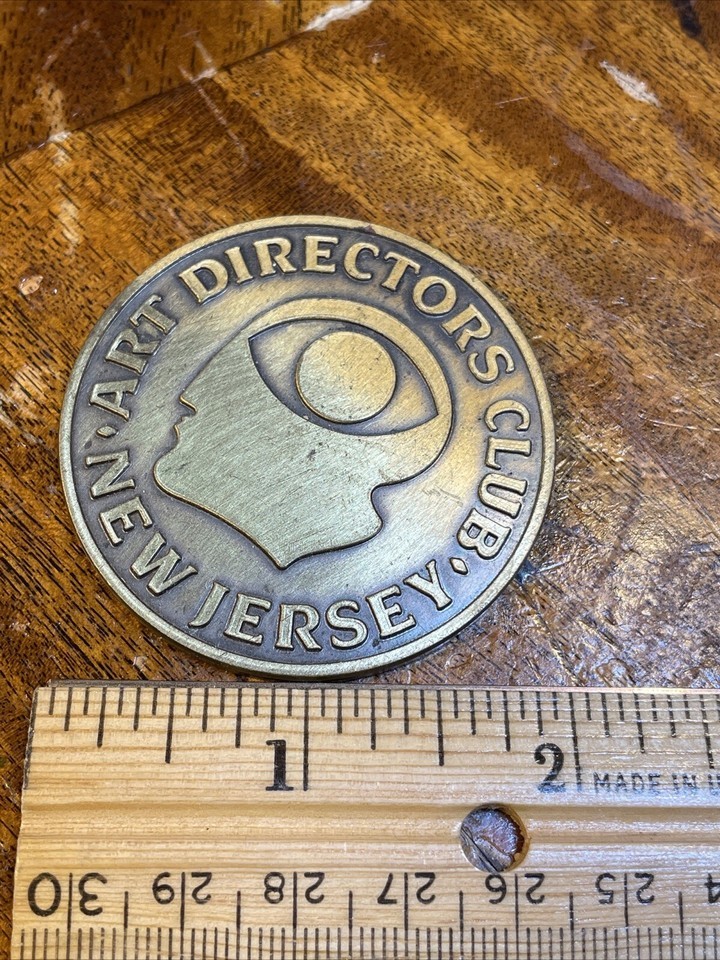 ART DIRECTORS CLUB
NEW JERSEY
1 2 MADE IN
30 29 28 27 26 25